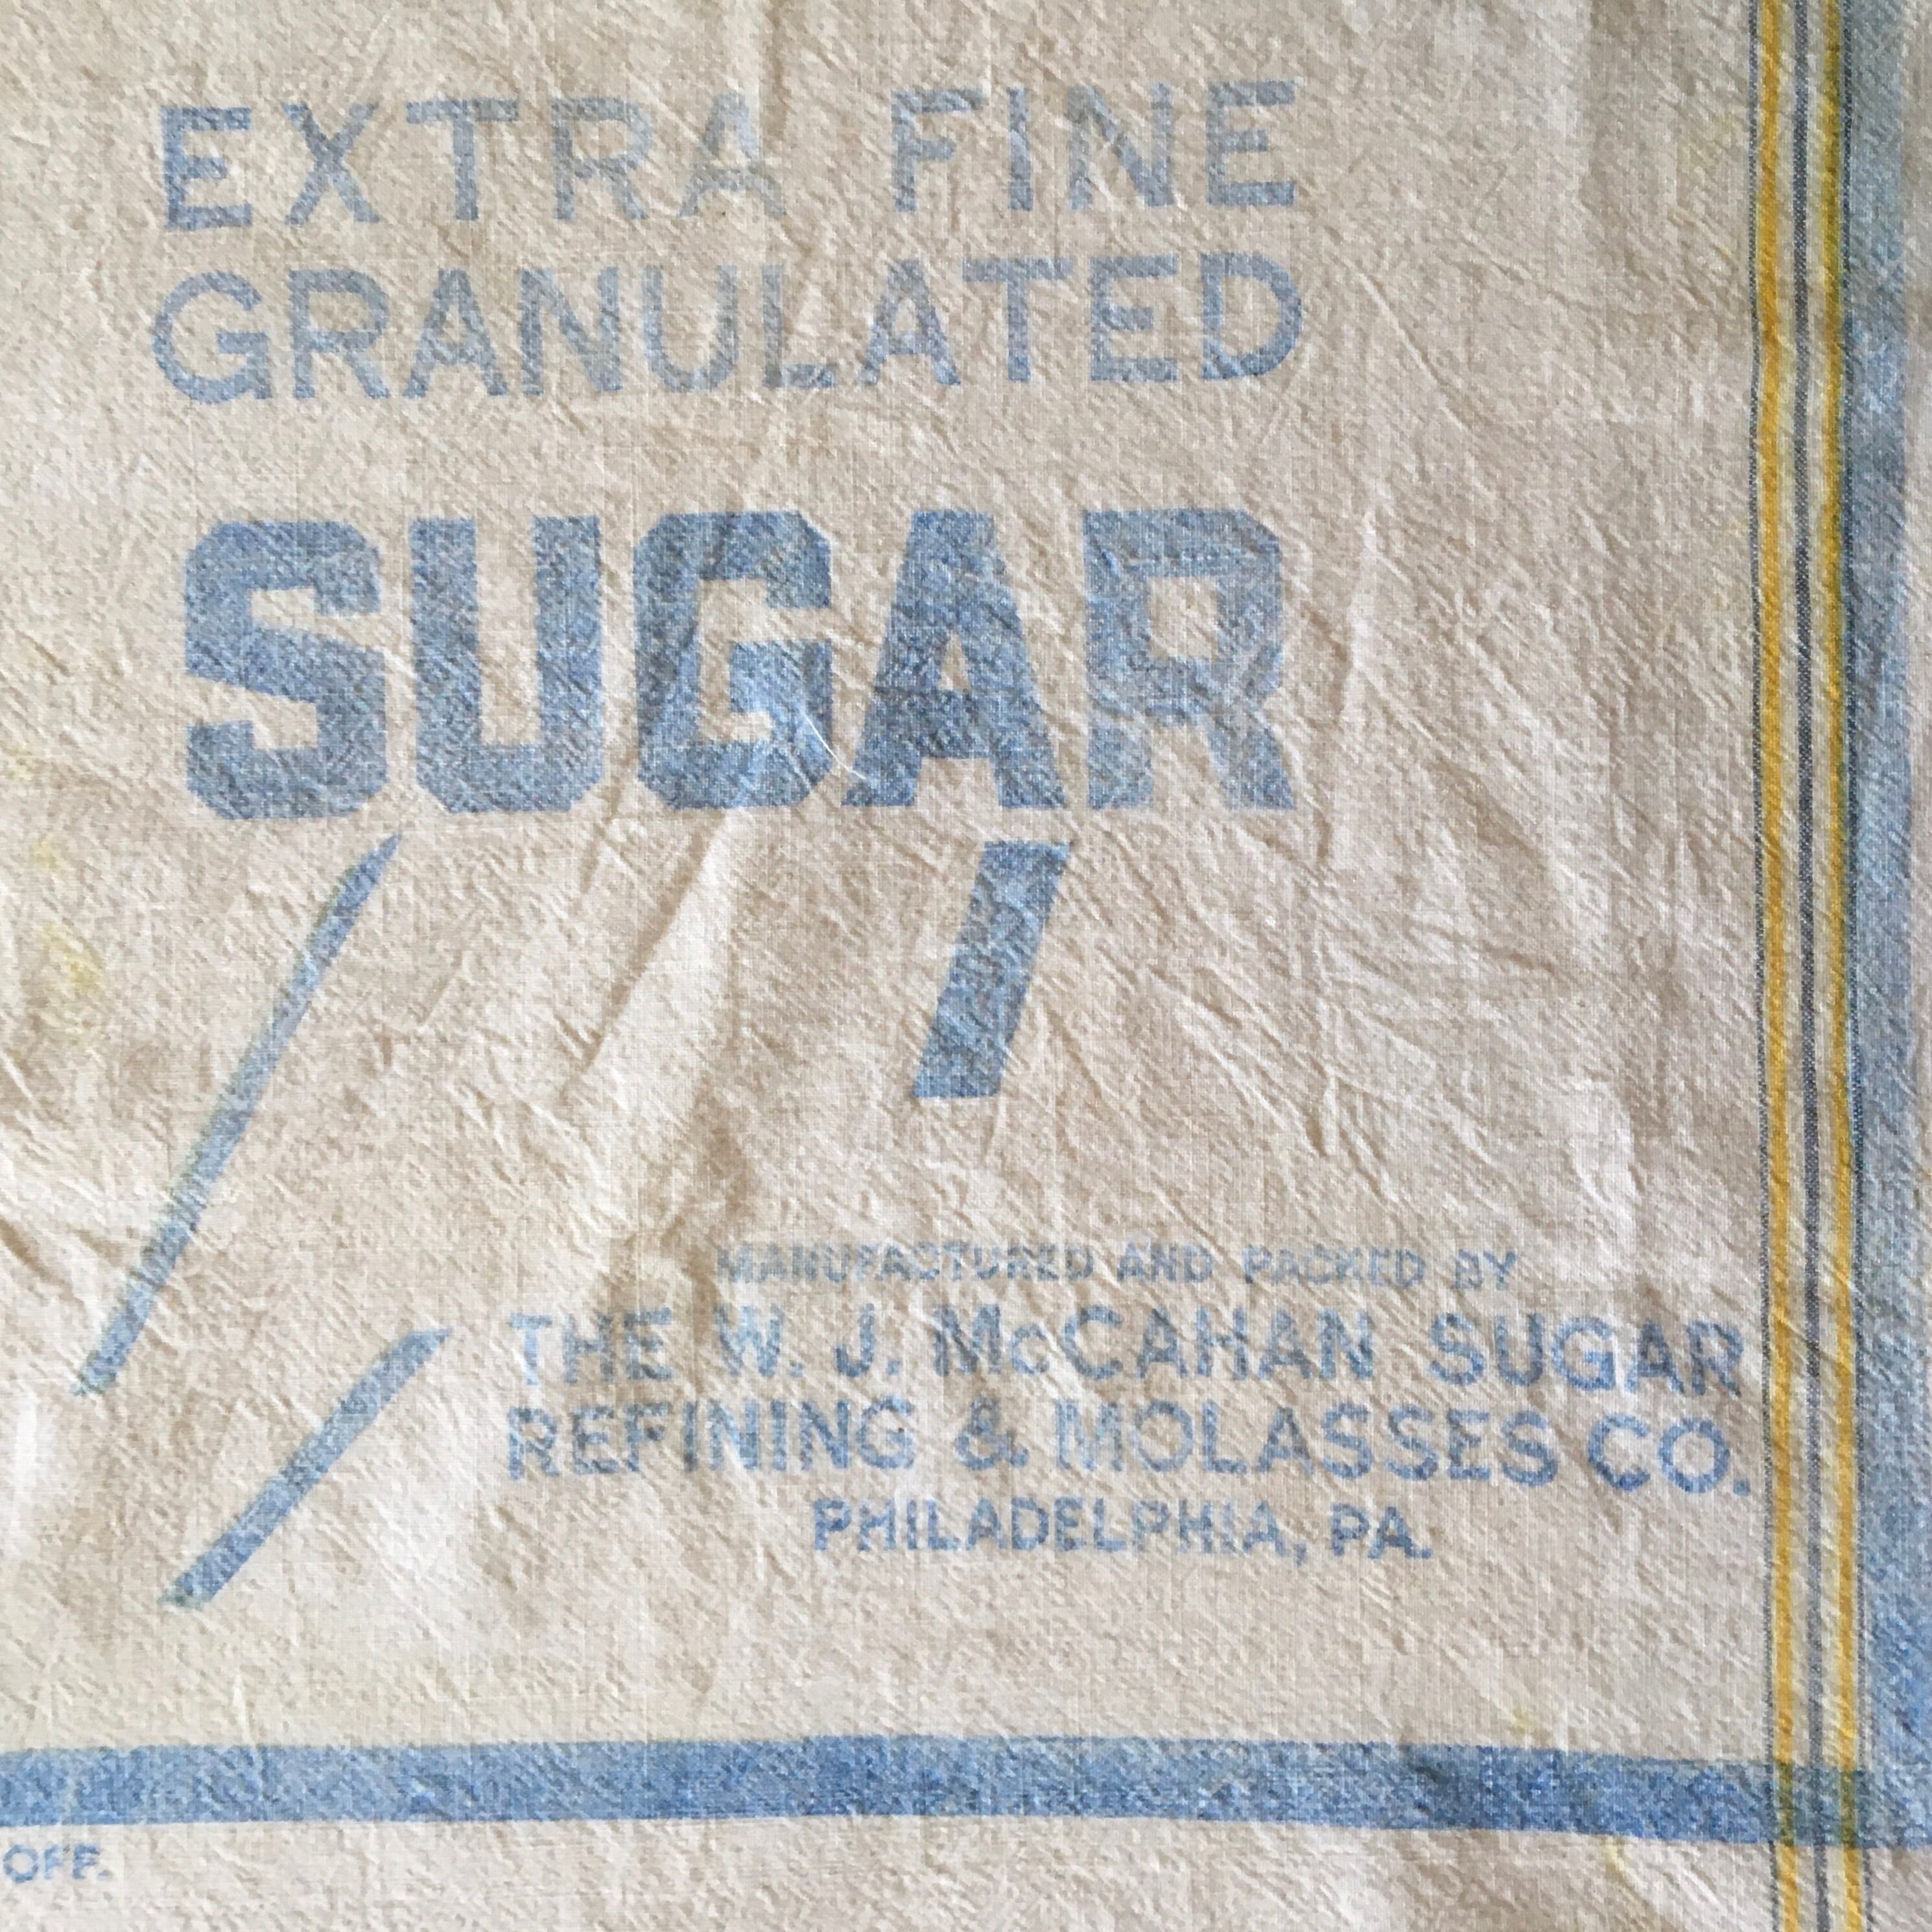 EXTRA FINE
GRANULATED
SUGAR
MANUFACTURED AND PACKED BY
THE W. J. McCAHAN SUGAR
REFINING & MOLASSES CO.
PHILADELPHIA, PA.
OFF.